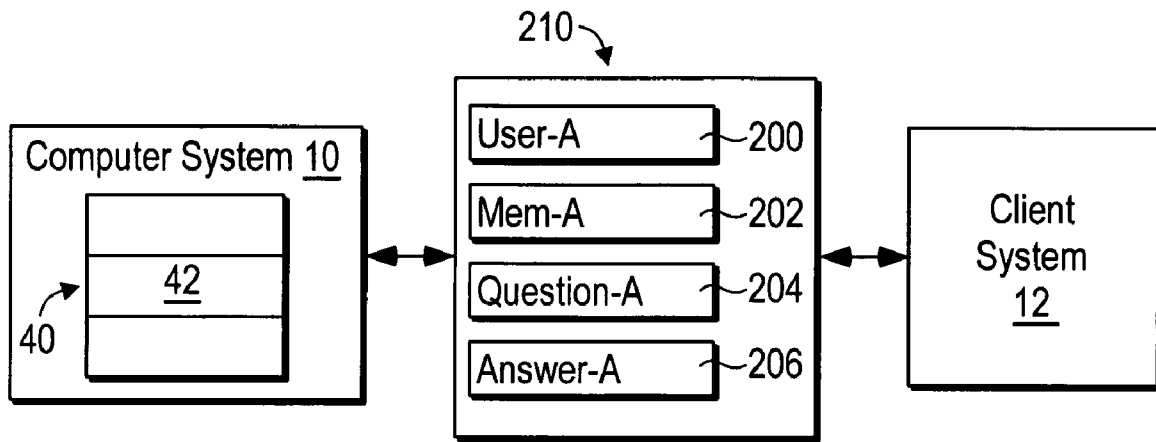 210
Computer System 10
42
40
User-A
200
Mem-A
202
Question-A
204
Answer-A
206
Client
System
12